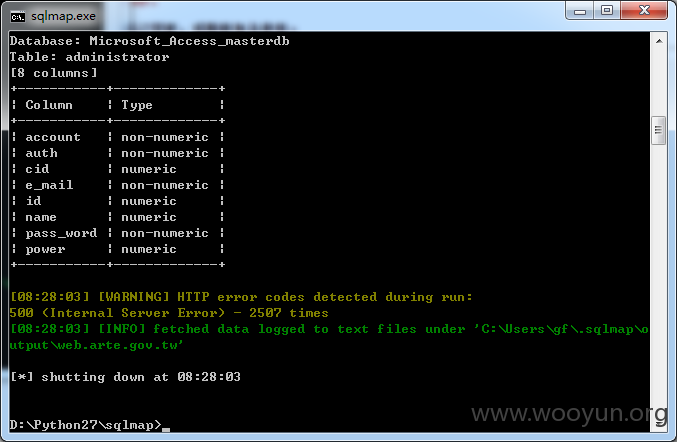 sqlmap.exe
Database: Microsoft_Access_masterdb
Table: administrator
[8 columns]
+-----------+-------------+
¦ Column    ¦ Type        ¦
+-----------+-------------+
¦ account   ¦ non-numeric ¦
¦ auth      ¦ non-numeric ¦
¦ cid       ¦ numeric     ¦
¦ e_mail    ¦ non-numeric ¦
¦ id        ¦ numeric     ¦
¦ name      ¦ numeric     ¦
¦ pass_word ¦ non-numeric ¦
¦ power     ¦ numeric     ¦
+-----------+-------------+
[08:28:03] [WARNING] HTTP error codes detected during run:
500 (Internal Server Error) - 2507 times
[08:28:03] [INFO] fetched data logged to text files under 'C:\Users\gf\.sqlmap\o
utput\web.arte.gov.tw'
[*] shutting down at 08:28:03
D:\Python27\sqlmap>_
www.wooyun.org